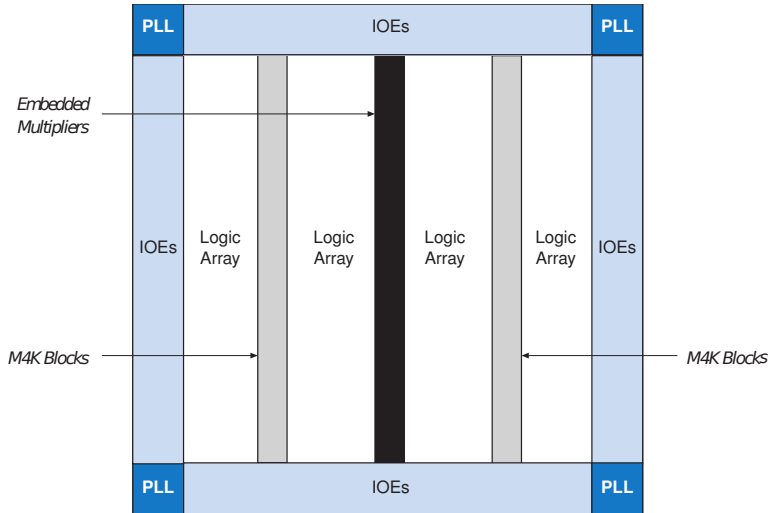 PLL
IOEs
PLL
Embedded
Multipliers
IOEs
Logic
Array
Logic
Array
Logic
Array
Logic
Array
IOEs
M4K Blocks
M4K Blocks
PLL
IOEs
PLL